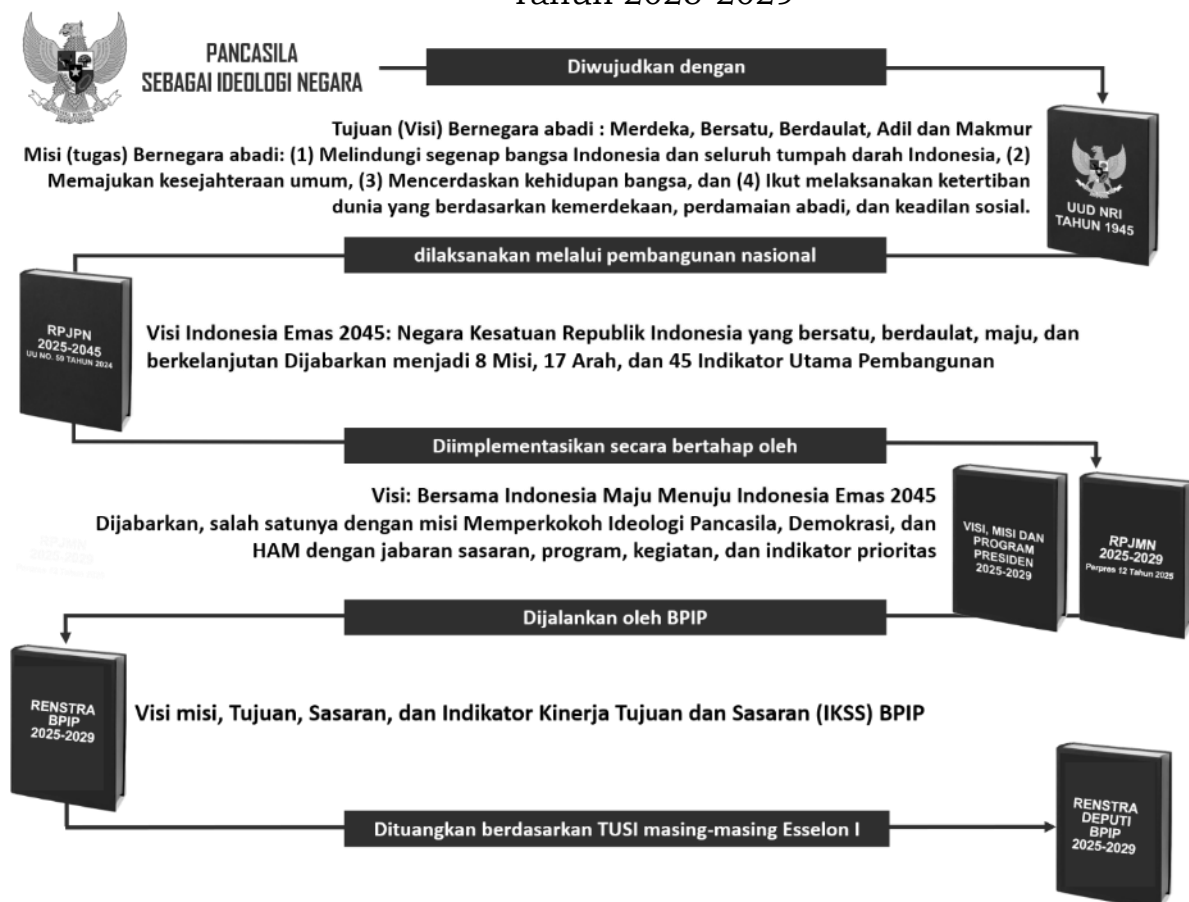 Tahun 2025-2029
PANCASILA
SEBAGAI IDEOLOGI NEGARA
Diwujudkan dengan
Tujuan (Visi) Bernegara abadi : Merdeka, Bersatu, Berdaulat, Adil dan Makmur
Misi (tugas) Bernegara abadi: (1) Melindungi segenap bangsa Indonesia dan seluruh tumpah darah Indonesia, (2)
Memajukan kesejahteraan umum, (3) Mencerdaskan kehidupan bangsa, dan (4) Ikut melaksanakan ketertiban
dunia yang berdasarkan kemerdekaan, perdamaian abadi, dan keadilan sosial.
UUD NRI
TAHUN 1945
dilaksanakan melalui pembangunan nasional
RPJPN
2025-2045
UU NO. 59 TAHUN 2024
Visi Indonesia Emas 2045: Negara Kesatuan Republik Indonesia yang bersatu, berdaulat, maju, dan
berkelanjutan Dijabarkan menjadi 8 Misi, 17 Arah, dan 45 Indikator Utama Pembangunan
Diimplementasikan secara bertahap oleh
Visi: Bersama Indonesia Maju Menuju Indonesia Emas 2045
Dijabarkan, salah satunya dengan misi Memperkokoh Ideologi Pancasila, Demokrasi, dan
HAM dengan jabaran sasaran, program, kegiatan, dan indikator prioritas
VISI, MISI DAN
PROGRAM
PRESIDEN
2025-2029
RPJMN
2025-2029
Perpres 12 Tahun 2025
RPJMN
2025-2029
Dijalankan oleh BPIP
RENSTRA
BPIP
2025-2029
Visi misi, Tujuan, Sasaran, dan Indikator Kinerja Tujuan dan Sasaran (IKSS) BPIP
Dituangkan berdasarkan TUSI masing-masing Esselon I
RENSTRA
DEPUTI
BPIP
2025-2029